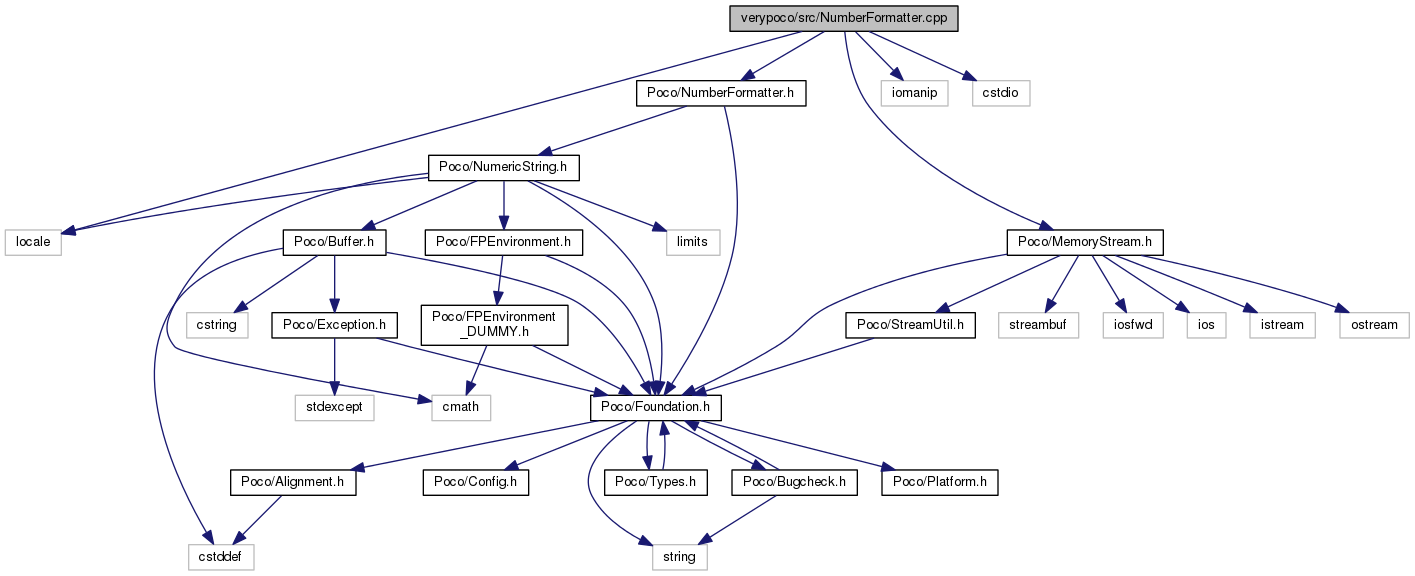 verypoco/src/NumberFormatter.cpp
Poco/NumberFormatter.h
iomanip
cstdio
Poco/NumericString.h
locale
Poco/Buffer.h
Poco/FPEnvironment.h
limits
Poco/MemoryStream.h
cstring
Poco/Exception.h
Poco/FPEnvironment
_DUMMY.h
Poco/StreamUtil.h
streambuf
iosfwd
ios
istream
ostream
stdexcept
cmath
Poco/Foundation.h
Poco/Alignment.h
Poco/Config.h
Poco/Types.h
Poco/Bugcheck.h
Poco/Platform.h
cstddef
string